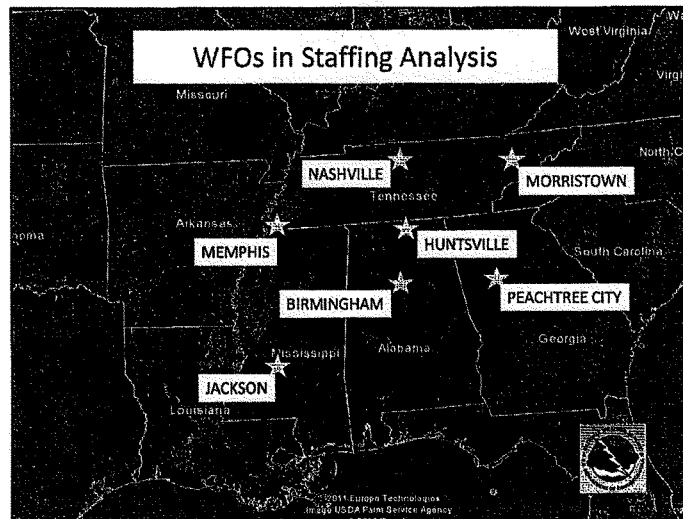 WFOs in Staffing Analysis
West Virginia
Missouri
NASHVILLE
MORRISTOWN
Tennessee
Arkansas
MEMPHIS
HUNTSVILLE
South Carolina
BIRMINGHAM
PEACHTREE CITY
Mississippi
Alabama
Georgia
JACKSON
Louisiana
2011 Europa Technologies
Image USDA Farm Service Agency